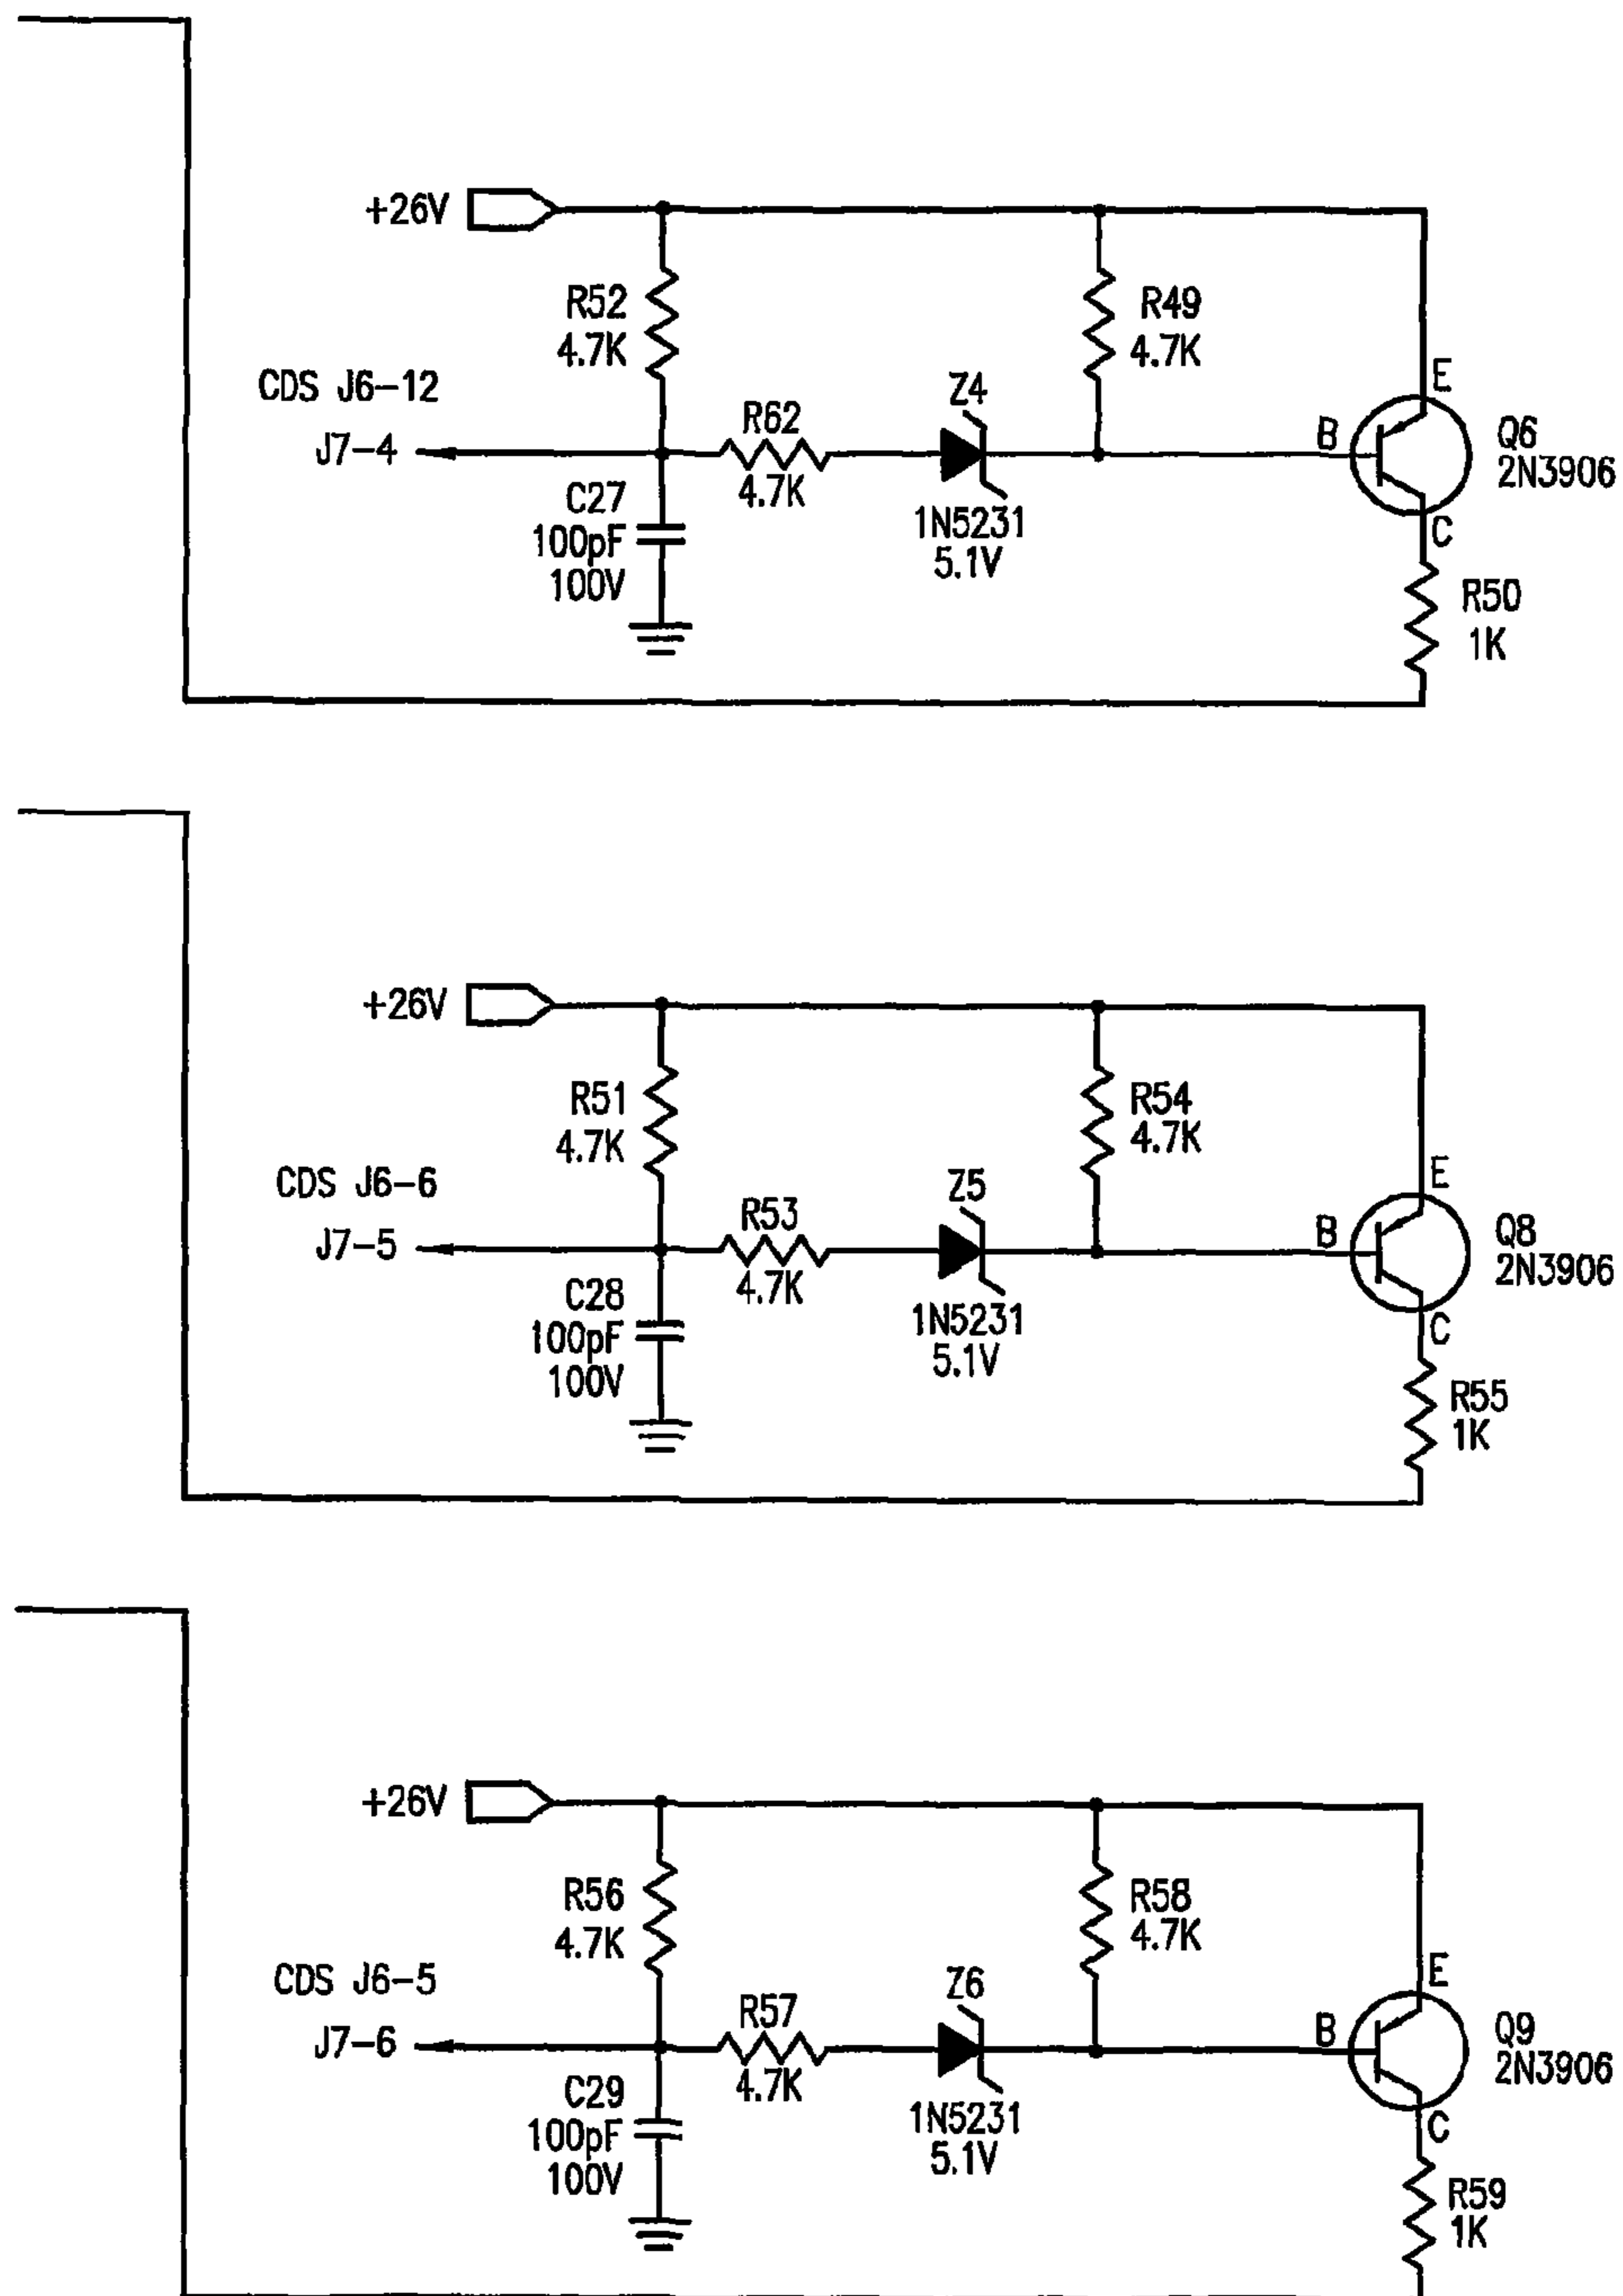 +26V
R52
4.7K
R49
4.7K
CDS J6-12
J7-4
R62
4.7K
Z4
1N5231
5.1V
E
B
C
Q6
2N3906
C27
100pF
100V
R50
1K
+26V
R51
4.7K
R54
4.7K
CDS J6-6
J7-5
R53
4.7K
Z5
1N5231
5.1V
E
B
C
Q8
2N3906
C28
100pF
100V
R55
1K
+26V
R56
4.7K
R58
4.7K
CDS J6-5
J7-6
R57
4.7K
Z6
1N5231
5.1V
E
B
C
Q9
2N3906
C29
100pF
100V
R59
1K